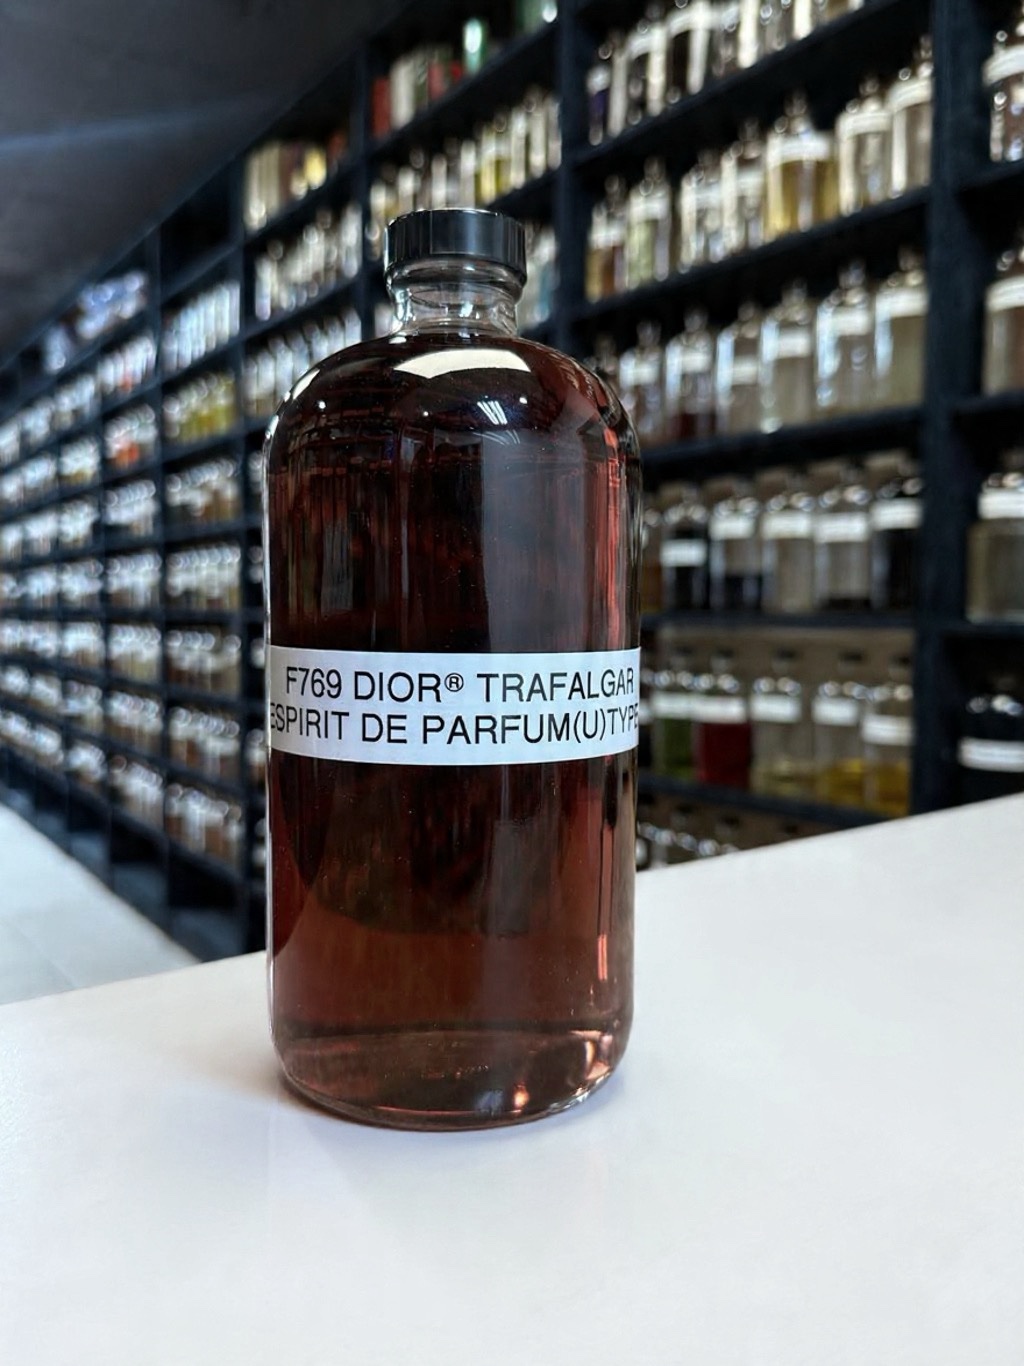 F769 DIOR® TRAFALGAR
ESPIRIT DE PARFUM(U)TYPE